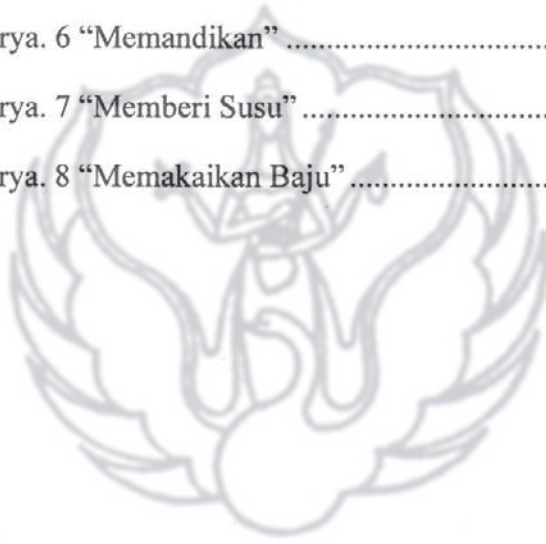 rya. 6 “Memandikan” ....................................
rya. 7 “Memberi Susu” ..................................
rya. 8 “Memakaikan Baju” ...........................